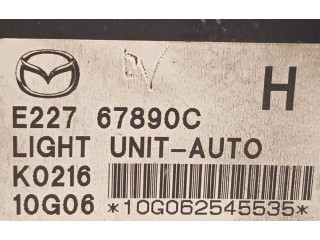 H
E227 67890C
LIGHT UNIT-AUTO
K0216
10G06 *10G062545535*